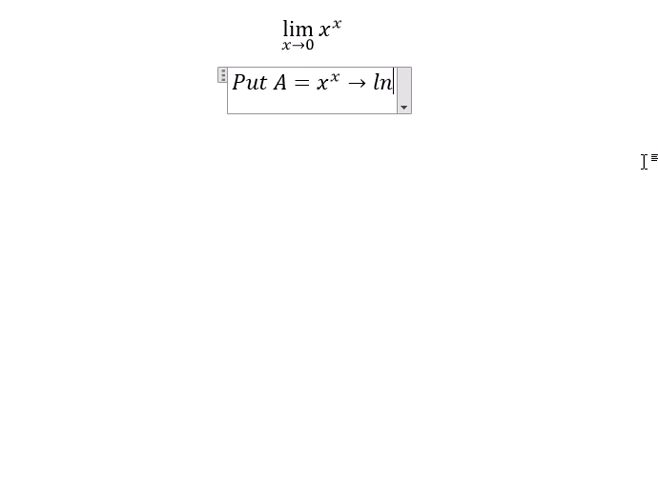 lim x^x
x→0
Put A = x^x → ln